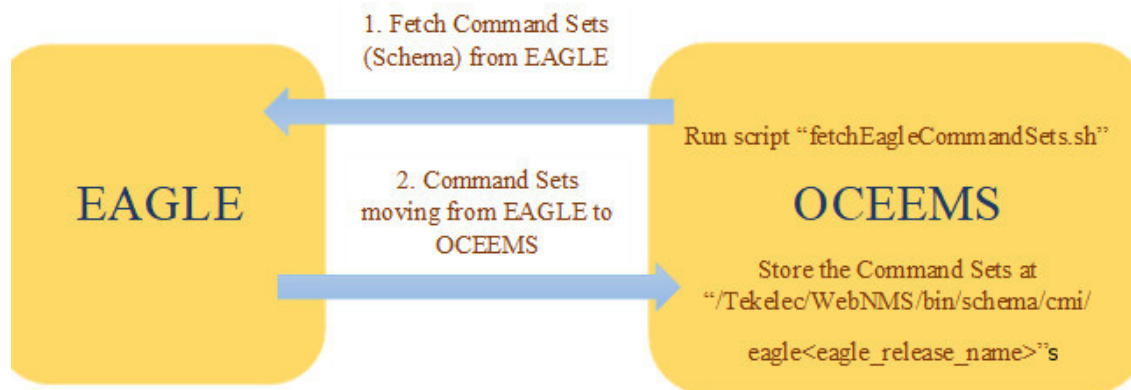 1. Fetch Command Sets
(Schema) from EAGLE
EAGLE
2. Command Sets
moving from EAGLE to
OCEEMS
Run script “fetchEagleCommandSets.sh”
OCEEMS
Store the Command Sets at
“/Tekelec/WebNMS/bin/schema/cmi/
eagle<eagle_release_name>”s